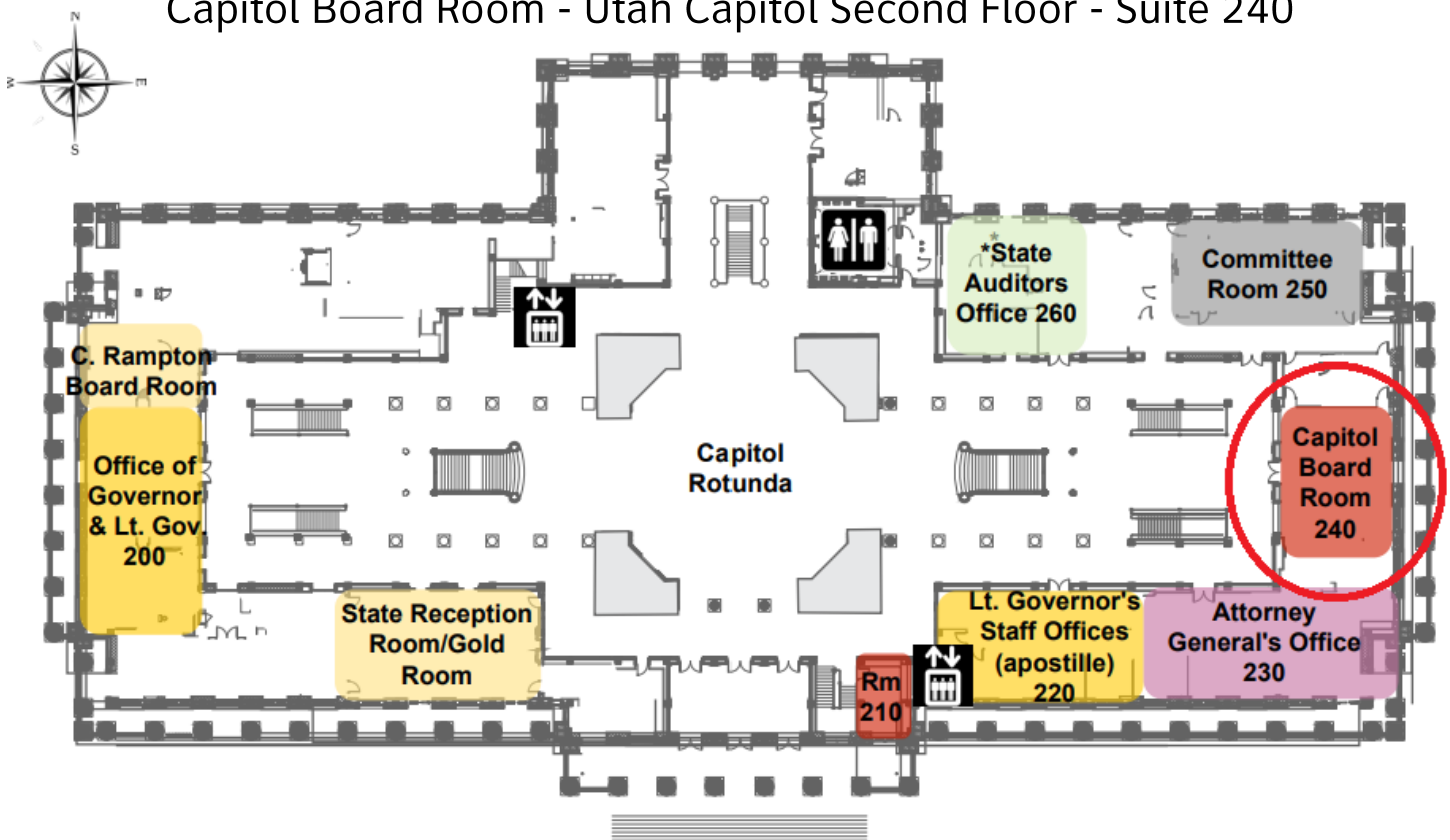 Capitol Board Room - Utah Capitol Second Floor - Suite 240
N
W
E
S
*
*State
Auditors
Office 260
Committee
Room 250
C. Rampton
Board Room
Office of
Governor
& Lt. Gov.
200
Capitol
Rotunda
Capitol
Board
Room
240
State Reception
Room/Gold
Room
Lt. Governor's
Staff Offices
(apostille)
220
Attorney
General's Office
230
Rm
210